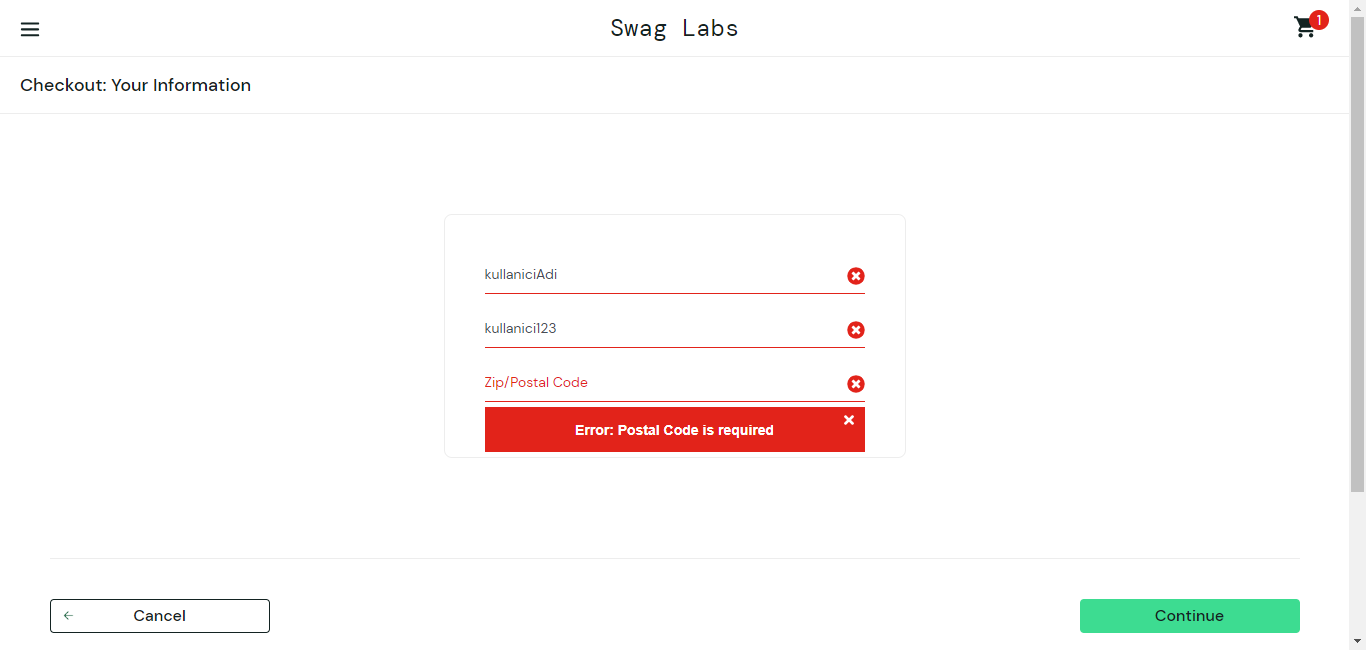 Swag Labs
1
Checkout: Your Information
kullaniciAdi
kullanici123
Zip/Postal Code
Error: Postal Code is required
Cancel
Continue